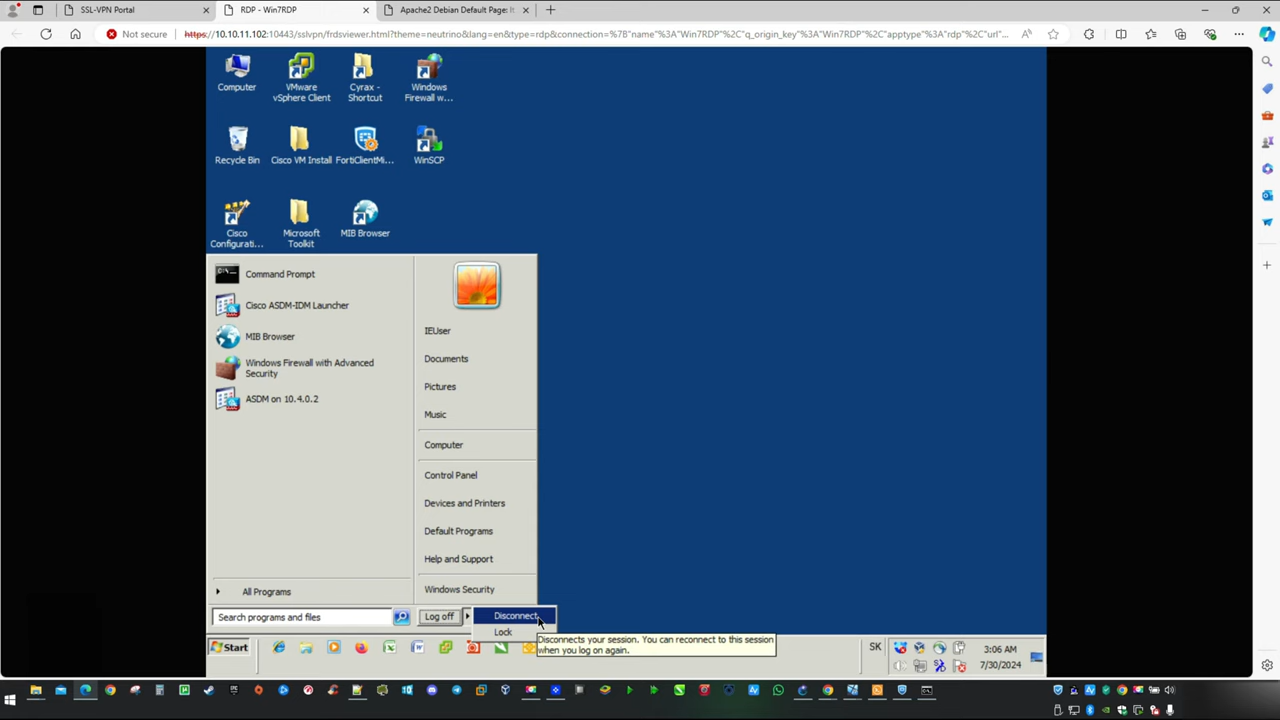 SSL-VPN Portal
RDP - Win7RDP
Apache2 Debian Default Page: It
Not secure
https://10.10.11.102:10443/sslvpn/frdsviewer.html?theme=neutrino&lang=en&type=rdp&connection=%7B"name"%3A"Win7RDP"%2C"q_origin_key"%3A"Win7RDP"%2C"apptype"%3A"rdp"%2C"url"...
Computer
VMware vSphere Client
Cyrax - Shortcut
Windows Firewall w...
Recycle Bin
Cisco VM Install
FortiClientMi...
WinSCP
Cisco Configurati...
Microsoft Toolkit
MIB Browser
Command Prompt
Cisco ASDM-IDM Launcher
MIB Browser
Windows Firewall with Advanced
Security
ASDM on 10.4.0.2
All Programs
Search programs and files
IEUser
Documents
Pictures
Music
Computer
Control Panel
Devices and Printers
Default Programs
Help and Support
Windows Security
Log off
Disconnect
Lock
Disconnects your session. You can reconnect to this session
when you log on again.
Start
SK
3:06 AM
7/30/2024